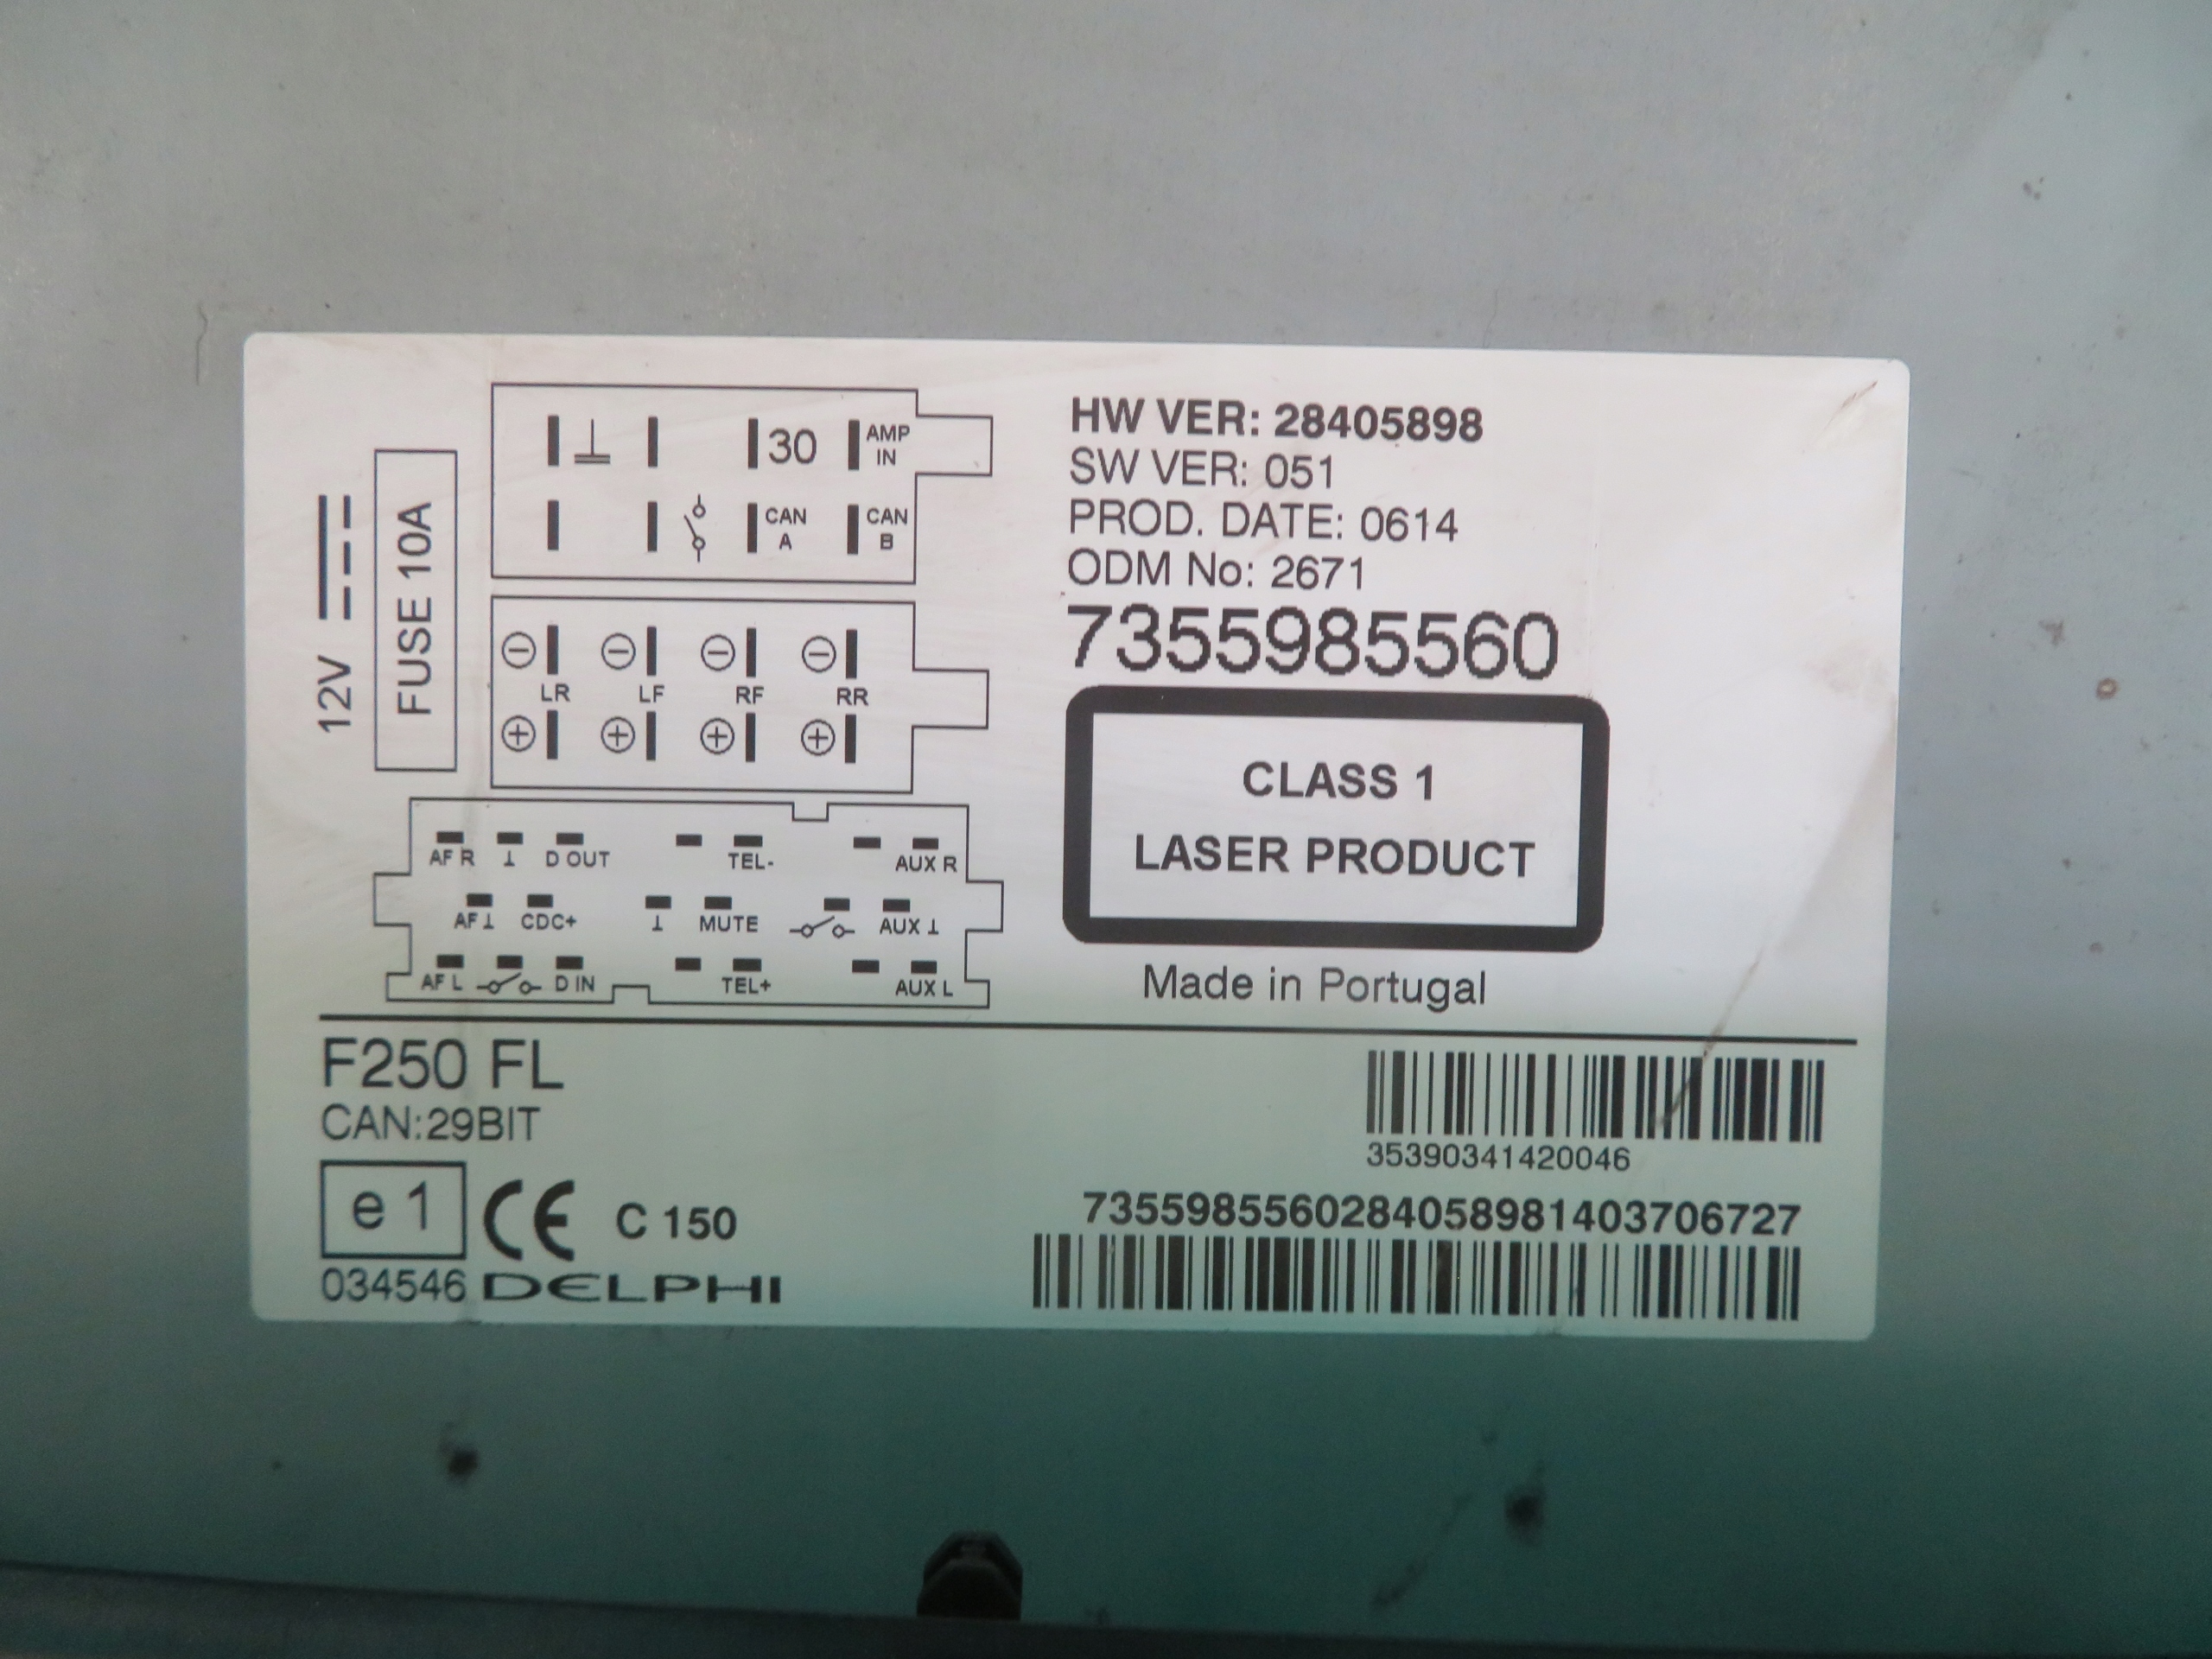 12V
FUSE 10A
30
AMP IN
CAN A
CAN B
LR
LF
RF
RR
AF R
D OUT
TEL-
AUX R
AF
CDC+
MUTE
AUX
AF L
D IN
TEL+
AUX L
HW VER: 28405898
SW VER: 051
PROD. DATE: 0614
ODM No: 2671
7355985560
CLASS 1
LASER PRODUCT
Made in Portugal
F250 FL
CAN:29BIT
e 1
CE
C 150
034546 DELPHI
35390341420046
7355985560284058981403706727